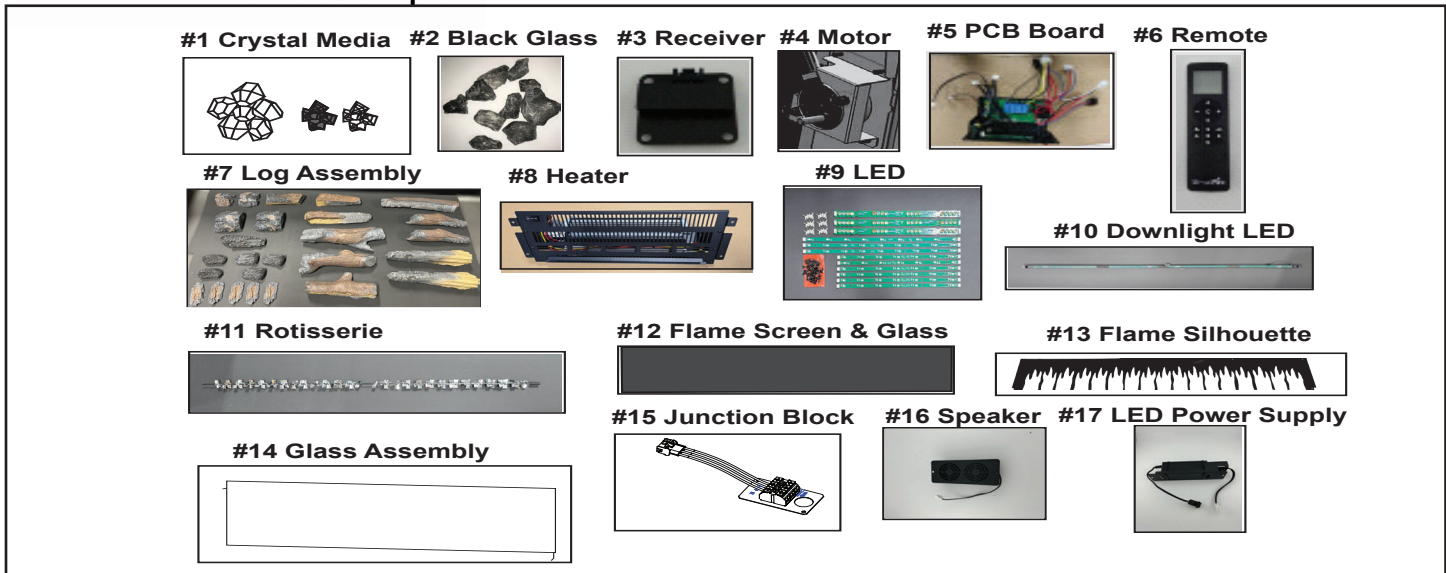 #1 Crystal Media
#2 Black Glass
#3 Receiver
#4 Motor
#5 PCB Board
#6 Remote
#7 Log Assembly
#8 Heater
#9 LED
#10 Downlight LED
#11 Rotisserie
#12 Flame Screen & Glass
#13 Flame Silhouette
#14 Glass Assembly
#15 Junction Block
#16 Speaker
#17 LED Power Supply